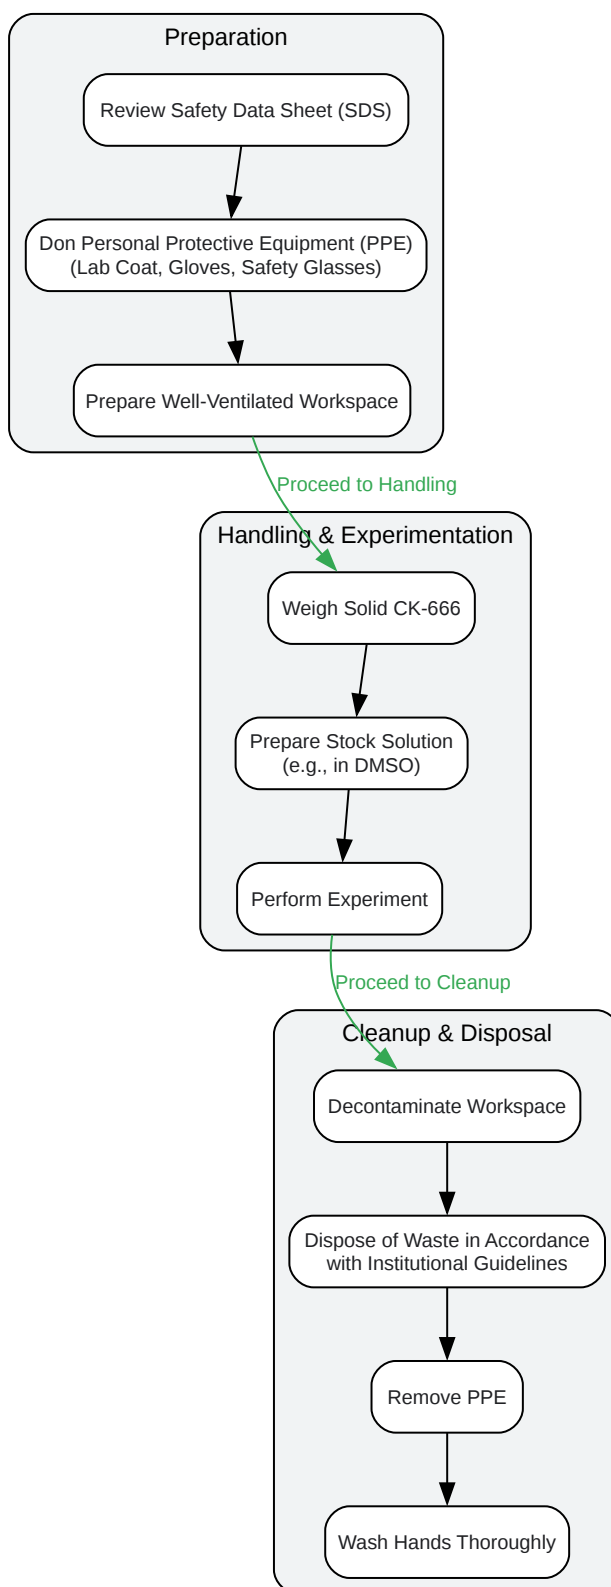 Preparation
Review Safety Data Sheet (SDS)
Don Personal Protective Equipment (PPE)
(Lab Coat, Gloves, Safety Glasses)
Prepare Well-Ventilated Workspace
Proceed to Handling
Handling & Experimentation
Weigh Solid CK-666
Prepare Stock Solution
(e.g., in DMSO)
Perform Experiment
Proceed to Cleanup
Cleanup & Disposal
Decontaminate Workspace
Dispose of Waste in Accordance
with Institutional Guidelines
Remove PPE
Wash Hands Thoroughly